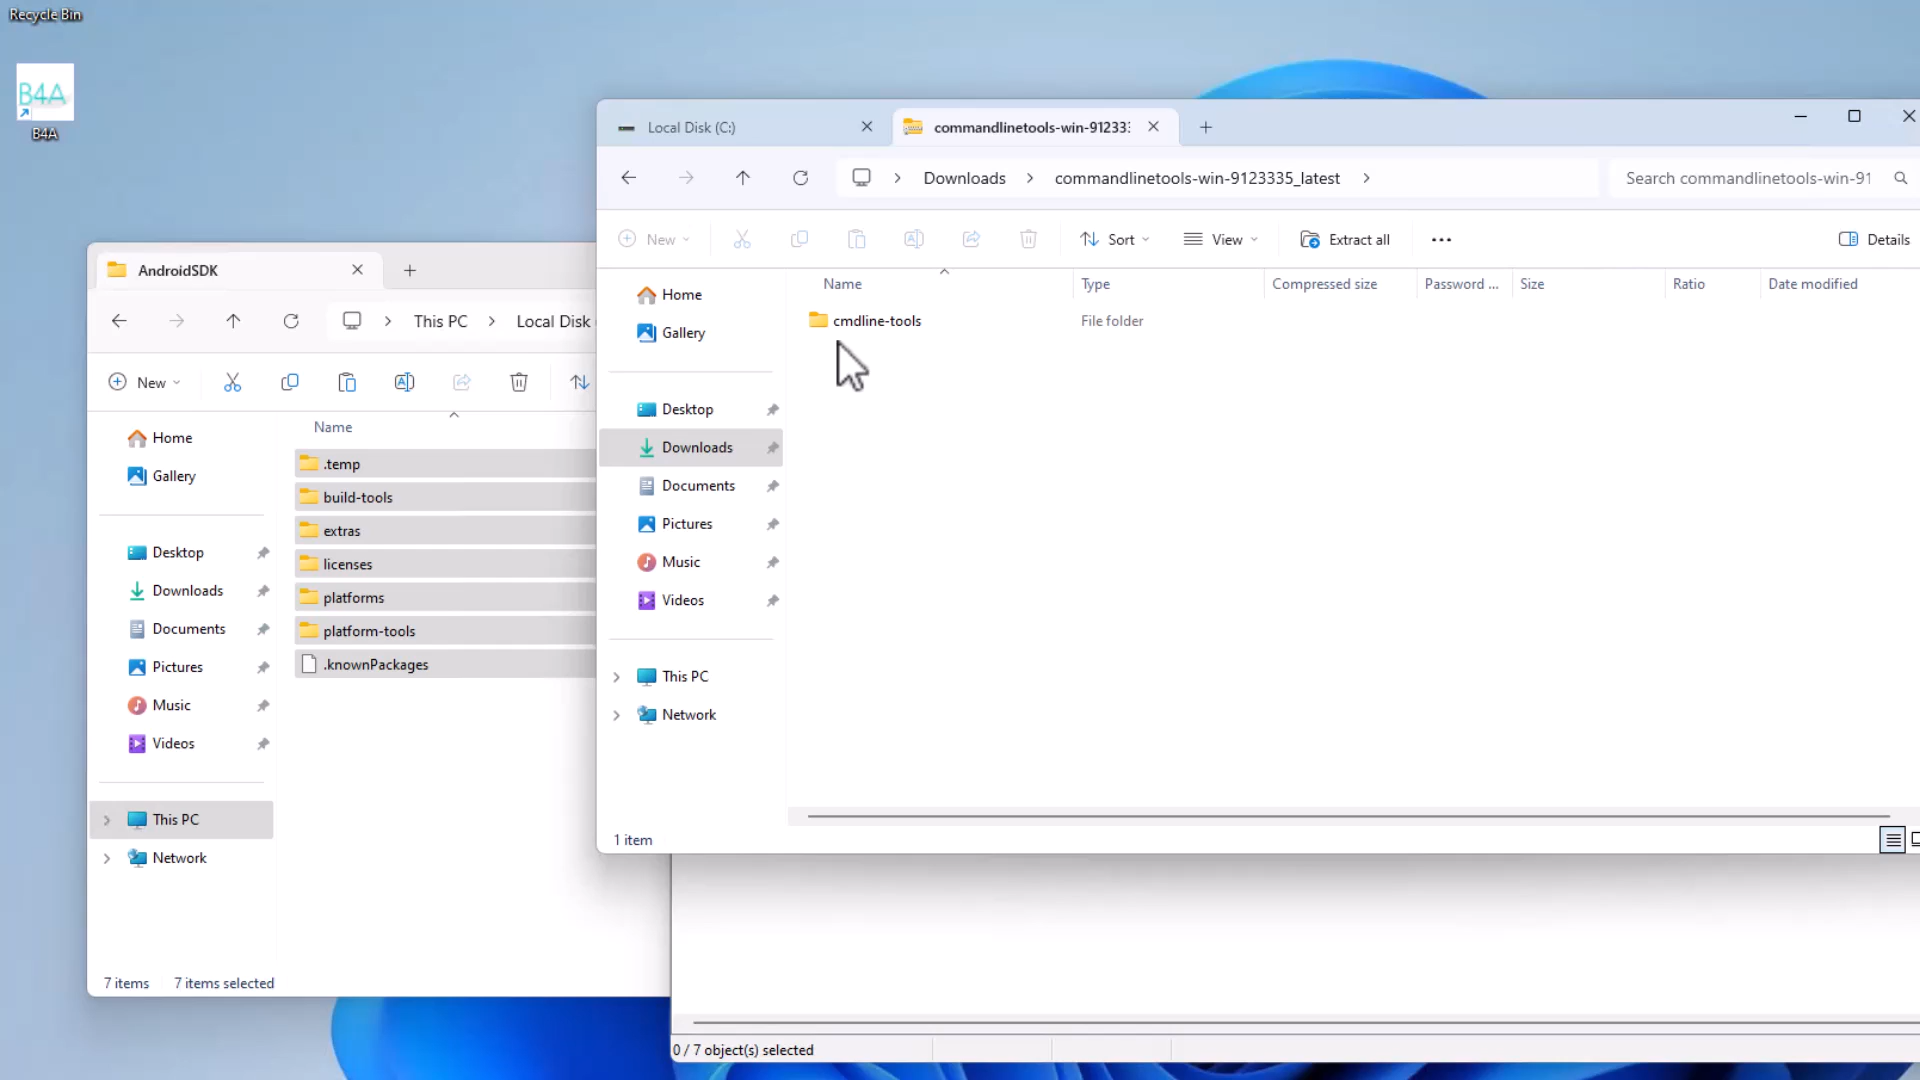 Recycle Bin
B4A
B4A
AndroidSDK
This PC
Local Disk
New
Name
Home
Gallery
Desktop
Downloads
Documents
Pictures
Music
Videos
This PC
Network
.temp
build-tools
extras
licenses
platforms
platform-tools
.knownPackages
7 items
7 items selected
Local Disk (C:)
commandlinetools-win-91233
Downloads
commandlinetools-win-9123335_latest
Search commandlinetools-win-91
New
Sort
View
Extract all
Details
Name
Type
Compressed size
Password ...
Size
Ratio
Date modified
cmdline-tools
File folder
Home
Gallery
Desktop
Downloads
Documents
Pictures
Music
Videos
This PC
Network
1 item
0 / 7 object(s) selected